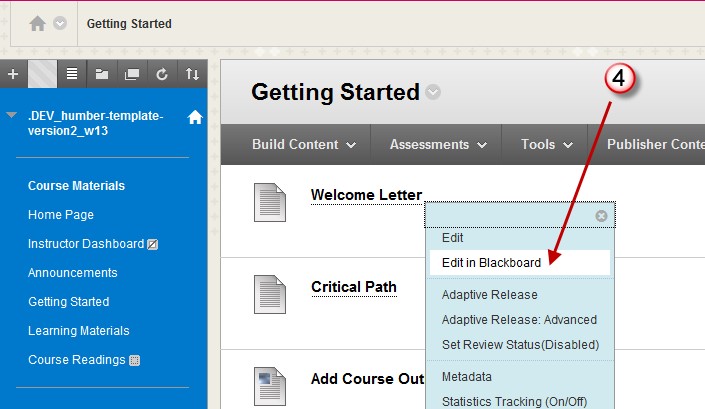 Getting Started
.DEV_humber-template-
version2_w13
Course Materials
Home Page
Instructor Dashboard
Announcements
Getting Started
Learning Materials
Course Readings
Getting Started
4
Build Content
Assessments
Tools
Publisher Conte
Welcome Letter
Edit
Edit in Blackboard
Adaptive Release
Adaptive Release: Advanced
Set Review Status(Disabled)
Metadata
Statistics Tracking (On/Off)
Critical Path
Add Course Out